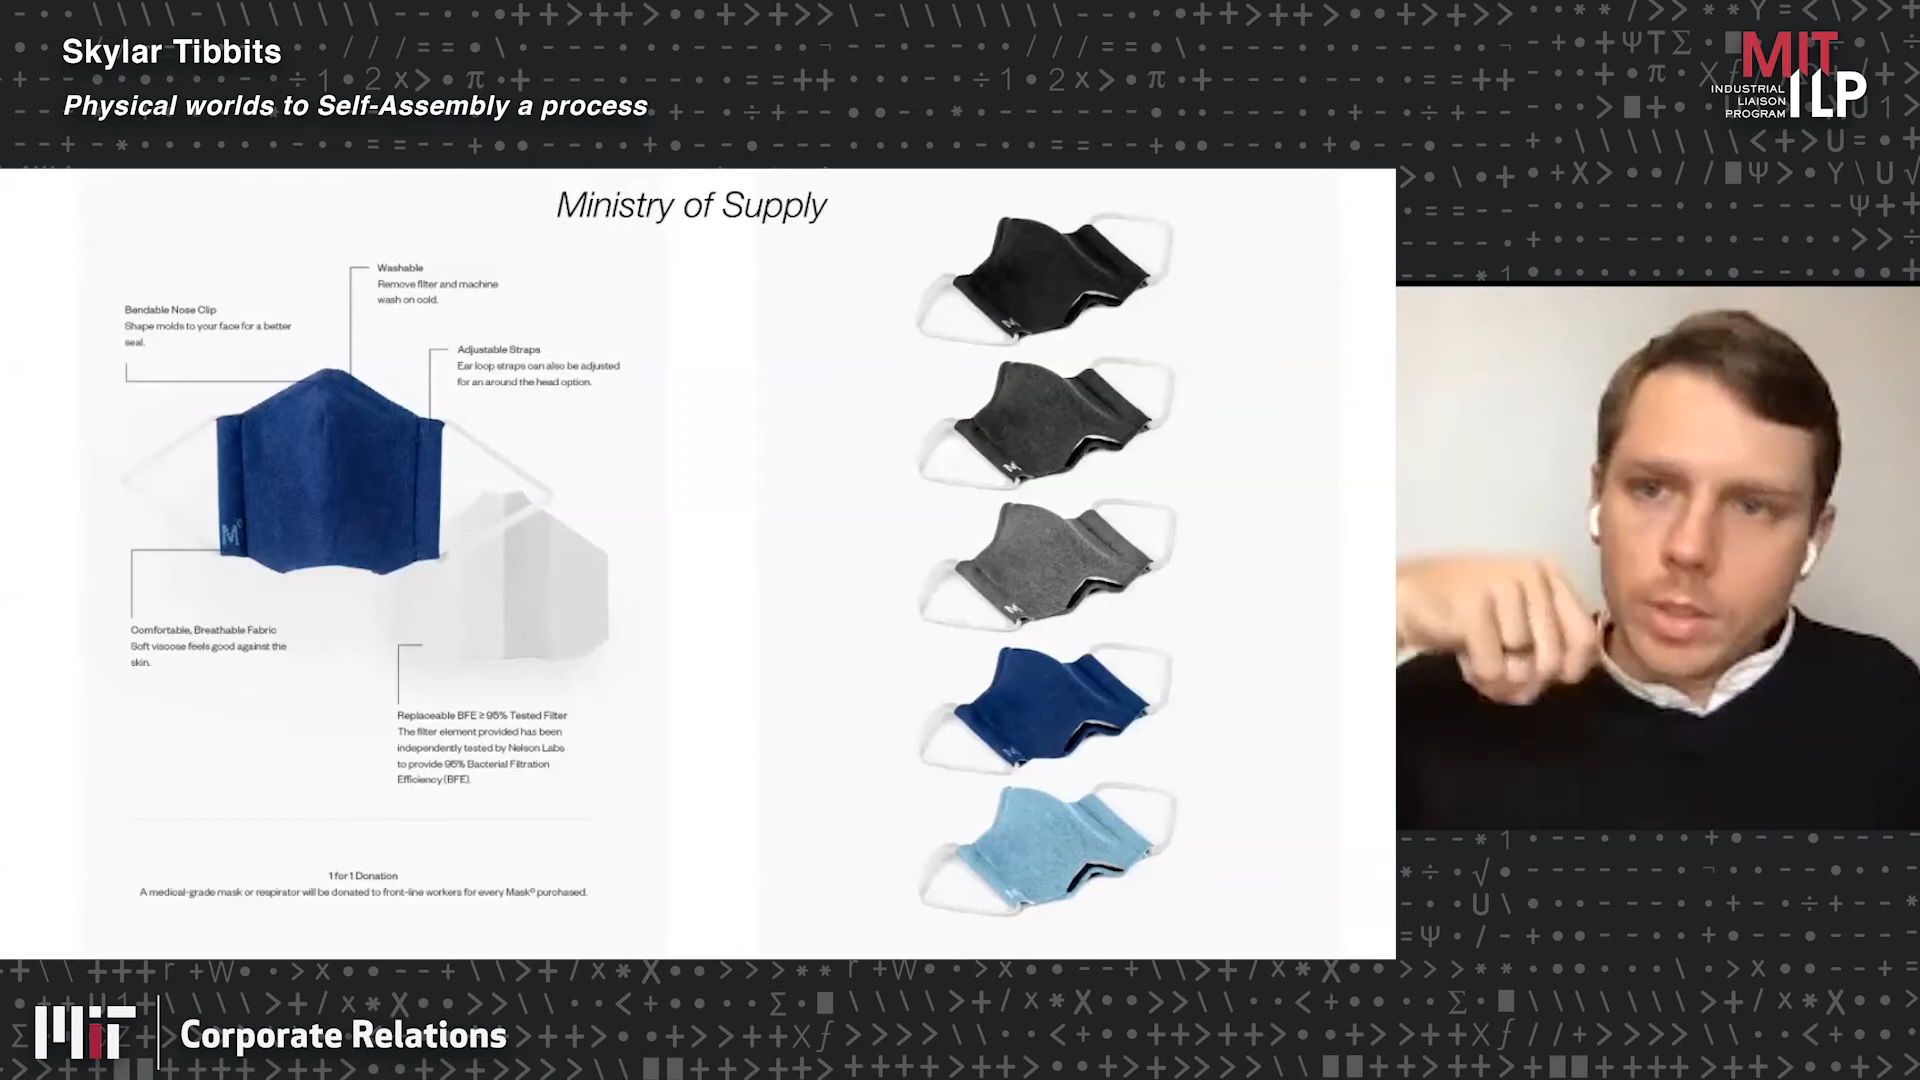 Skylar Tibbits
Physical worlds to Self-Assembly a process
MIT
ILP
INDUSTRIAL
LIAISON
PROGRAM
Ministry of Supply
Washable
Remove filter and machine
wash on cold.
Bendable Nose Clip
Shape molds to your face for a better
seal.
Adjustable Straps
Ear loop straps can also be adjusted
for an around the head option.
M°
Comfortable, Breathable Fabric
Soft viscose feels good against the
skin.
Replaceable BFE ≥ 95% Tested Filter
The filter element provided has been
independently tested by Nelson Labs
to provide 95% Bacterial Filtration
Efficiency (BFE).
1 for 1 Donation
A medical-grade mask or respirator will be donated to front-line workers for every Mask° purchased.
MIT
Corporate Relations